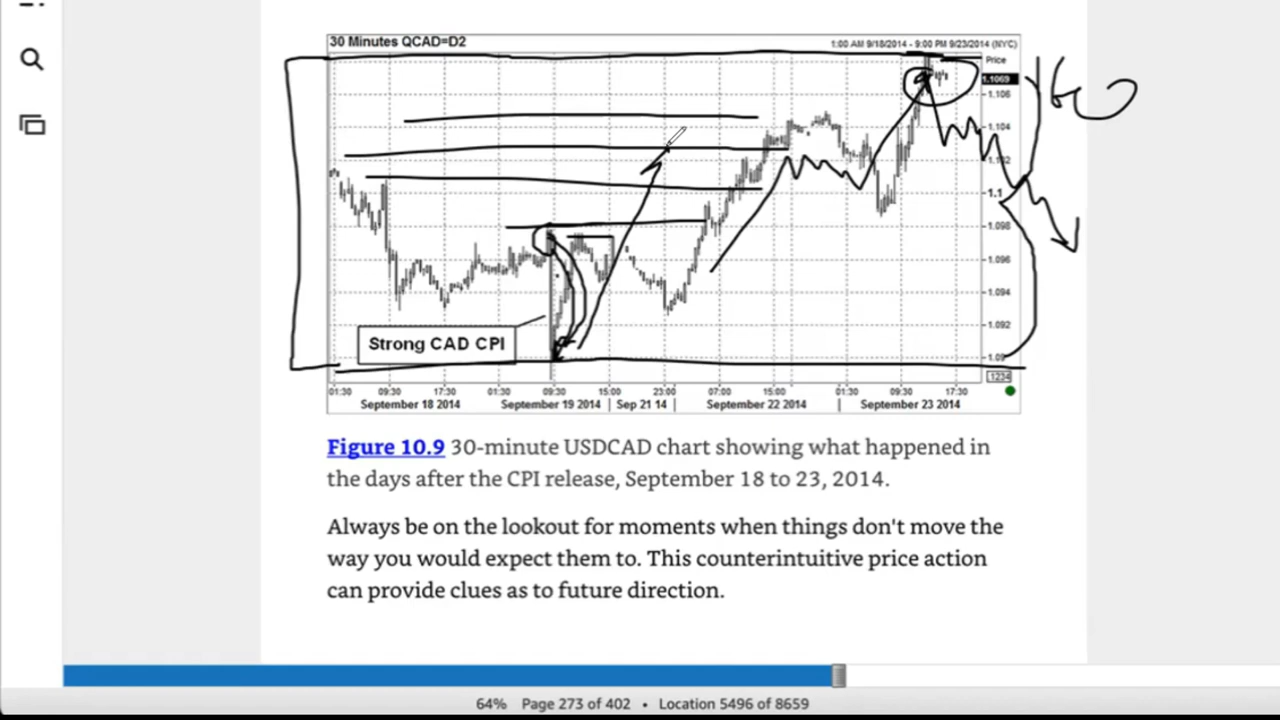 30 Minutes QCAD=D2
1:00 AM 9/18/2014 - 9:00 PM 9/23/2014 (NYC)
Price
1.1069
1.106
1.104
1.1
1.098
1.096
1.094
1.092
1.09
1234
Strong CAD CPI
01:30 09:30 17:30 01:30 09:30 15:00 23:00 07:00 15:00 01:30 09:30 17:30
September 18 2014 September 19 2014 Sep 21 14 September 22 2014 September 23 2014
Figure 10.9 30-minute USDCAD chart showing what happened in
the days after the CPI release, September 18 to 23, 2014.
Always be on the lookout for moments when things don't move the
way you would expect them to. This counterintuitive price action
can provide clues as to future direction.
64% Page 273 of 402 • Location 5496 of 8659